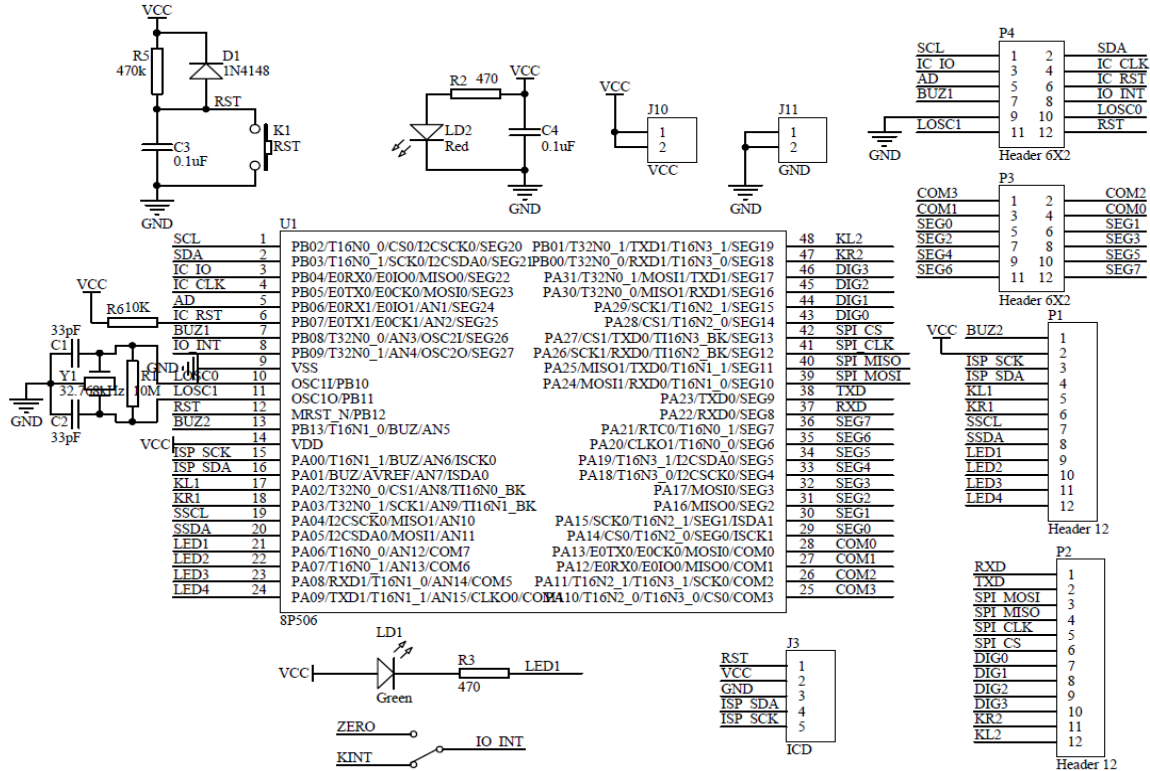 VCC
R5
470k
D1
1N4148
RST
C3
0.1uF
K1
RST
GND
R2 470
VCC
LD2
Red
C4
0.1uF
GND
VCC
J10
1
2
VCC
J11
1
2
GND
GND
P4
SCL 1 2 SDA
IC_IO 3 4 IC_CLK
AD 5 6 IC_RST
BUZ1 7 8 IO_INT
9 10 LOSC0
LOSC1 11 12 RST
GND
Header 6X2
P3
COM3 1 2 COM2
COM1 3 4 COM0
SEG0 5 6 SEG1
SEG2 7 8 SEG3
SEG4 9 10 SEG5
SEG6 11 12 SEG7
Header 6X2
U1
SCL 1 PB02/T16N0_0/CS0/I2CSCK0/SEG20 PB01/T32N0_1/TXD1/T16N3_1/SEG19 48 KL2
SDA 2 PB03/T16N0_1/SCK0/I2CSDA0/SEG21 PB00/T32N0_0/RXD1/T16N3_0/SEG18 47 KR2
IC_IO 3 PB04/E0RX0/E0IO0/MISO0/SEG22 PA31/T32N0_1/MOSI1/TXD1/SEG17 46 DIG3
IC_CLK 4 PB05/E0TX0/E0CK0/MOSI0/SEG23 PA30/T32N0_0/MISO1/RXD1/SEG16 45 DIG2
AD 5 PB06/E0RX1/E0IO1/AN1/SEG24 PA29/SCK1/T16N2_1/SEG15 44 DIG1
IC_RST 6 PB07/E0TX1/E0CK1/AN2/SEG25 PA28/CS1/T16N2_0/SEG14 43 DIG0
BUZ1 7 PB08/T32N0_0/AN3/OSC2I/SEG26 PA27/CS1/TXD0/T16N3_BK/SEG13 42 SPI_CS
IO_INT 8 PB09/T32N0_1/AN4/OSC2O/SEG27 PA26/SCK1/RXD0/T16N2_BK/SEG12 41 SPI_CLK
GND 9 VSS PA25/MISO1/TXD0/T16N0_1/SEG11 40 SPI_MISO
LOSC0 10 OSC1I/PB10 PA24/MOSI1/RXD0/T16N1_0/SEG10 39 SPI_MOSI
LOSC1 11 OSC1O/PB11 PA23/TXD0/SEG9 38 TXD
RST 12 MRST_N/PB12 PA22/RXD0/SEG8 37 RXD
BUZ2 13 PB13/T16N1_0/BUZ/AN5 PA21/RTC0/T16N0_1/SEG7 36 SEG7
VCC 14 VDD PA20/CLKO1/T16N0_0/SEG6 35 SEG6
ISP_SCK 15 PA00/T16N1_1/BUZ/AN6/ISCK0 PA19/T16N3_1/I2CSDA0/SEG5 34 SEG5
ISP_SDA 16 PA01/BUZ/AVREF/AN7/ISDA0 PA18/T16N3_0/I2CSCK0/SEG4 33 SEG4
KL1 17 PA02/T32N0_0/CS1/AN8/TI16N0_BK PA17/MOSI0/SEG3 32 SEG3
KR1 18 PA03/T32N0_1/SCK1/AN9/TI16N1_BK PA16/MISO0/SEG2 31 SEG2
SSCL 19 PA04/I2CSCK0/MISO1/AN10 PA15/SCK0/T16N2_1/SEG1/ISDA1 30 SEG1
SSDA 20 PA05/I2CSDA0/MOSI1/AN11 PA14/CS0/T16N2_0/SEG0/ISCK1 29 SEG0
LED1 21 PA06/T16N1_0/AN12/COM7 PA13/E0TX0/E0CK0/MOSI0/COM0 28 COM0
LED2 22 PA07/T16N1_0/AN13/COM6 PA12/E0RX0/E0IO0/MISO0/COM1 27 COM1
LED3 23 PA08/RXD1/T16N1_0/AN14/COM5 PA11/T16N2_1/T16N3_1/SCK0/COM2 26 COM2
LED4 24 PA09/TXD1/T16N1_1/AN15/CLKO0/COM4 PA10/T16N2_0/T16N3_0/CS0/COM3 25 COM3
8P506
VCC
R6 10K
33pF
C1
Y1
32.768kHz
R1
10M
GND
C2
33pF
P1
BUZ2 1
VCC 2
ISP_SCK 3
ISP_SDA 4
KL1 5
KR1 6
SSCL 7
SSDA 8
LED1 9
LED2 10
LED3 11
LED4 12
Header 12
P2
RXD 1
TXD 2
SPI_MOSI 3
SPI_MISO 4
SPI_CLK 5
SPI_CS 6
DIG0 7
DIG1 8
DIG2 9
DIG3 10
KR2 11
KL2 12
Header 12
LD1
VCC
Green
R3
470
LED1
ZERO
KINT
IO_INT
J3
RST 1
VCC 2
GND 3
ISP_SDA 4
ISP_SCK 5
ICD